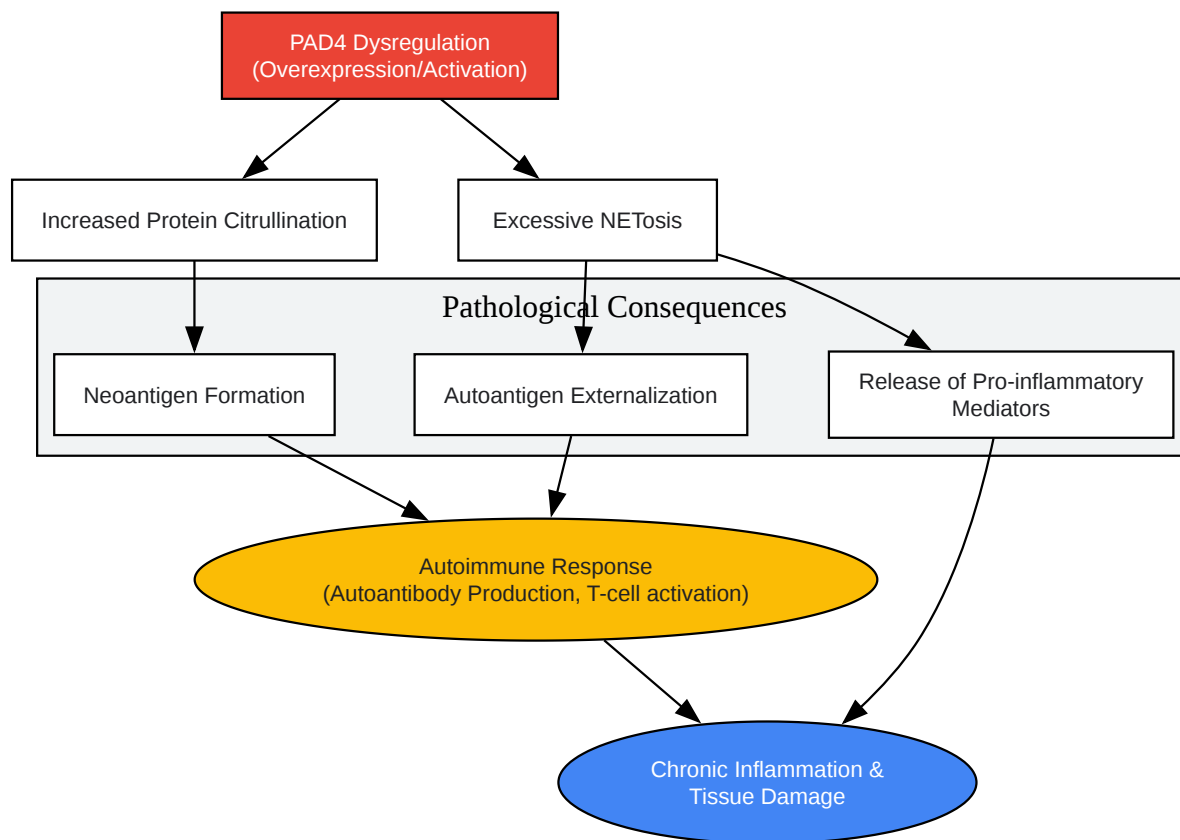 PAD4 Dysregulation
(Overexpression/Activation)
Increased Protein Citrullination
Excessive NETosis
Pathological Consequences
Neoantigen Formation
Autoantigen Externalization
Release of Pro-inflammatory
Mediators
Autoimmune Response
(Autoantibody Production, T-cell activation)
Chronic Inflammation &
Tissue Damage